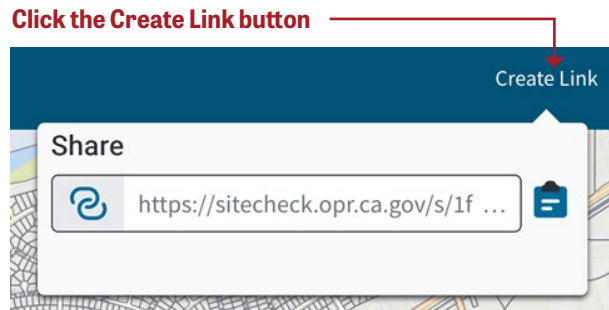 Click the Create Link button
Create Link
Share
https://sitecheck.opr.ca.gov/s/1f ...